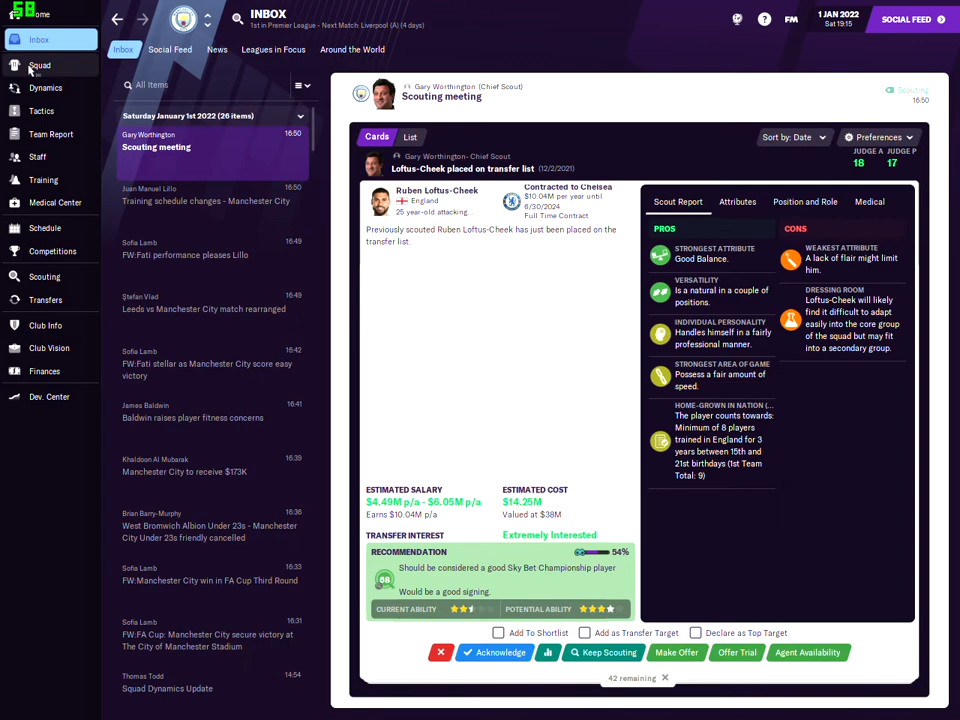 58
ome
INBOX
1st in Premier League - Next Match: Liverpool (A) (4 days)
FM
1 JAN 2022
Sat 19:15
SOCIAL FEED
Inbox
Squad
Dynamics
Tactics
Team Report
Staff
Training
Medical Center
Schedule
Competitions
Scouting
Transfers
Club Info
Club Vision
Finances
Dev. Center
Inbox
Social Feed
News
Leagues in Focus
Around the World
All Items
Saturday January 1st 2022 (26 items)
Gary Worthington
16:50
Scouting meeting
Juan Manuel Lillo
16:50
Training schedule changes - Manchester City
Sofia Lamb
16:49
FW:Fati performance pleases Lillo
Ştefan Vlad
16:49
Leeds vs Manchester City match rearranged
Sofia Lamb
16:42
FW:Fati stellar as Manchester City score easy
victory
James Baldwin
16:41
Baldwin raises player fitness concerns
Khaldoon Al Mubarak
16:39
Manchester City to receive $173K
Brian Barry-Murphy
16:36
West Bromwich Albion Under 23s - Manchester
City Under 23s friendly cancelled
Sofia Lamb
16:33
FW:Manchester City win in FA Cup Third Round
Sofia Lamb
16:31
FW:FA Cup: Manchester City secure victory at
The City of Manchester Stadium
Thomas Todd
14:54
Squad Dynamics Update
Gary Worthington (Chief Scout)
Scouting meeting
Scouting
16:50
Cards
List
Sort by: Date
Preferences
Gary Worthington- Chief Scout
Loftus-Cheek placed on transfer list (12/2/2021)
JUDGE A
JUDGE P
18
17
Ruben Loftus-Cheek
England
25 year-old attacking...
Contracted to Chelsea
$10.04M per year until
6/30/2024
Full Time Contract
Previously scouted Ruben Loftus-Cheek has just been placed on the
transfer list.
ESTIMATED SALARY
$4.49M p/a - $6.05M p/a
Earns $10.04M p/a
ESTIMATED COST
$14.25M
Valued at $38M
TRANSFER INTEREST
Extremely Interested
RECOMMENDATION
54%
68
Should be considered a good Sky Bet Championship player
Would be a good signing.
CURRENT ABILITY
POTENTIAL ABILITY
Scout Report
Attributes
Position and Role
Medical
PROS
STRONGEST ATTRIBUTE
Good Balance.
VERSATILITY
Is a natural in a couple of
positions.
INDIVIDUAL PERSONALITY
Handles himself in a fairly
professional manner.
STRONGEST AREA OF GAME
Possess a fair amount of
speed.
HOME-GROWN IN NATION (...
The player counts towards:
Minimum of 8 players
trained in England for 3
years between 15th and
21st birthdays (1st Team
Total: 9)
CONS
WEAKEST ATTRIBUTE
A lack of flair might limit
him.
DRESSING ROOM
Loftus-Cheek will likely
find it difficult to adapt
easily into the core group
of the squad but may fit
into a secondary group.
Add To Shortlist
Add as Transfer Target
Declare as Top Target
Acknowledge
Keep Scouting
Make Offer
Offer Trial
Agent Availability
42 remaining